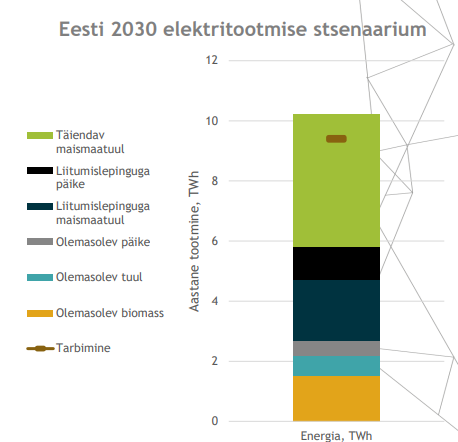 Eesti 2030 elektritootmise stsenaarium
12
10
8
6
4
2
0
Aastane tootmine, TWh
Täiendav
maismaatuul
Liitumislepinguga
päike
Liitumislepinguga
maismaatuul
Olemasolev päike
Olemasolev tuul
Olemasolev biomass
Tarbimine
Energia, TWh